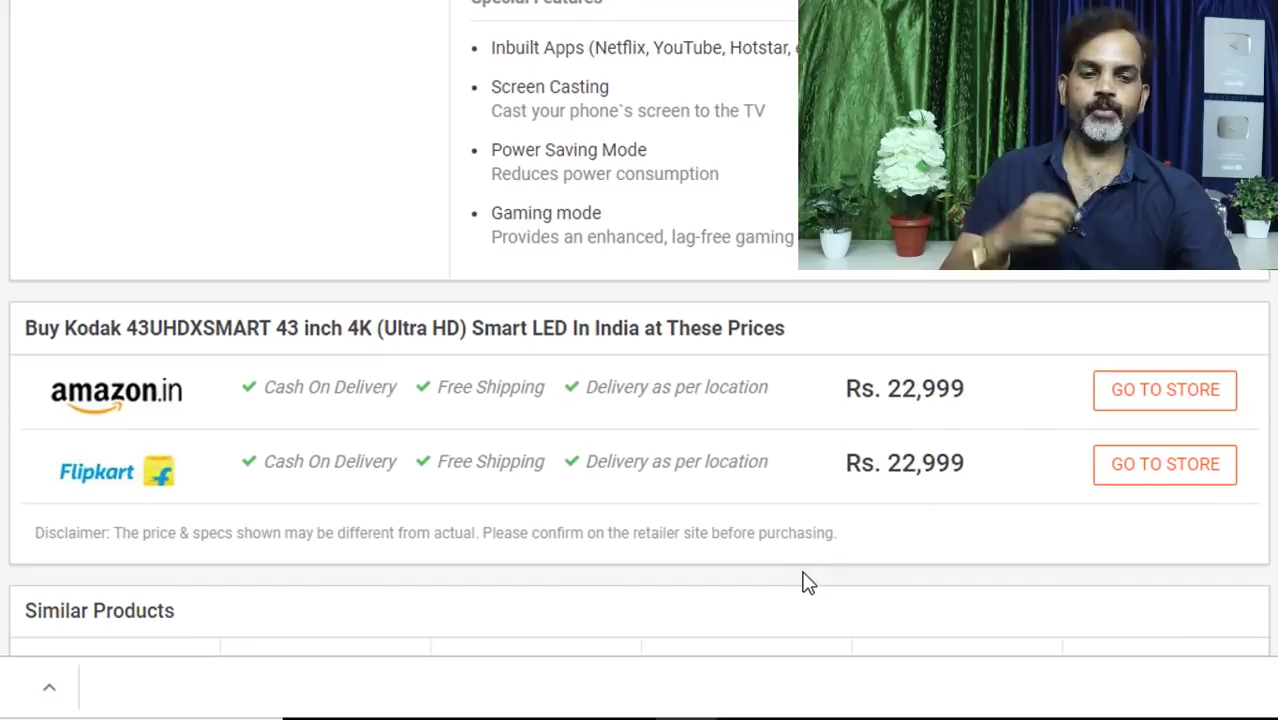 Special Features
Inbuilt Apps (Netflix, YouTube, Hotstar,
Screen Casting
Cast your phone`s screen to the TV
Power Saving Mode
Reduces power consumption
Gaming mode
Provides an enhanced, lag-free gaming
Buy Kodak 43UHDXSMART 43 inch 4K (Ultra HD) Smart LED In India at These Prices
amazon.in Cash On Delivery Free Shipping Delivery as per location Rs. 22,999 GO TO STORE
Flipkart Cash On Delivery Free Shipping Delivery as per location Rs. 22,999 GO TO STORE
Disclaimer: The price & specs shown may be different from actual. Please confirm on the retailer site before purchasing.
Similar Products